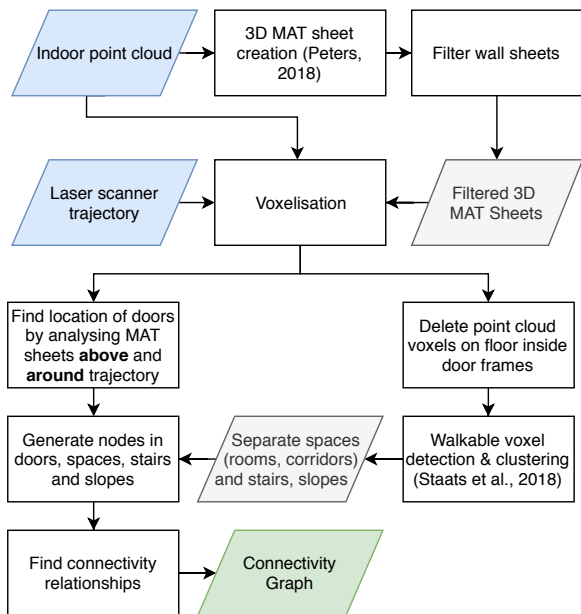 Indoor point cloud
3D MAT sheet
creation (Peters,
2018)
Filter wall sheets
Laser scanner
trajectory
Voxelisation
Filtered 3D
MAT Sheets
Find location of doors
by analysing MAT
sheets above and
around trajectory
Delete point cloud
voxels on floor inside
door frames
Generate nodes in
doors, spaces, stairs
and slopes
Separate spaces
(rooms, corridors)
and stairs, slopes
Walkable voxel
detection & clustering
(Staats et al., 2018)
Find connectivity
relationships
Connectivity
Graph